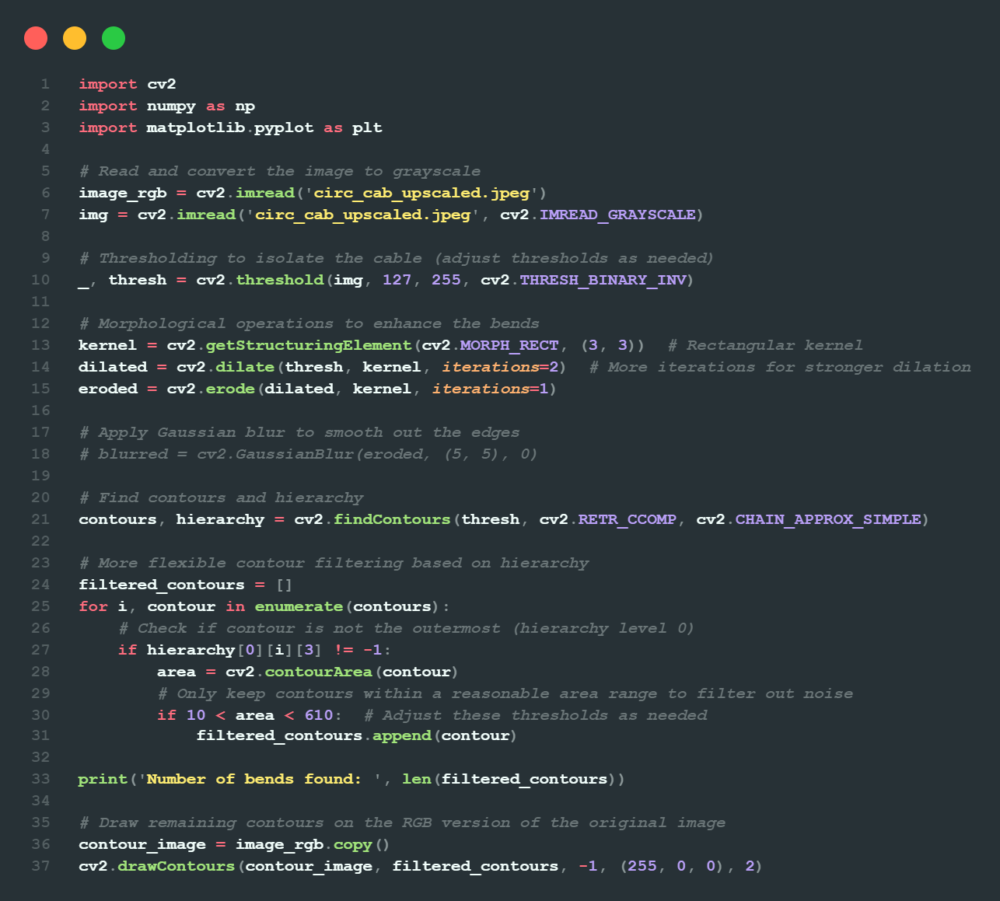 1 import cv2
2 import numpy as np
3 import matplotlib.pyplot as plt
4
5 # Read and convert the image to grayscale
6 image_rgb = cv2.imread('circ_cab_upscaled.jpeg')
7 img = cv2.imread('circ_cab_upscaled.jpeg', cv2.IMREAD_GRAYSCALE)
8
9 # Thresholding to isolate the cable (adjust thresholds as needed)
10 _, thresh = cv2.threshold(img, 127, 255, cv2.THRESH_BINARY_INV)
11
12 # Morphological operations to enhance the bends
13 kernel = cv2.getStructuringElement(cv2.MORPH_RECT, (3, 3))  # Rectangular kernel
14 dilated = cv2.dilate(thresh, kernel, iterations=2)  # More iterations for stronger dilation
15 eroded = cv2.erode(dilated, kernel, iterations=1)
16
17 # Apply Gaussian blur to smooth out the edges
18 # blurred = cv2.GaussianBlur(eroded, (5, 5), 0)
19
20 # Find contours and hierarchy
21 contours, hierarchy = cv2.findContours(thresh, cv2.RETR_CCOMP, cv2.CHAIN_APPROX_SIMPLE)
22
23 # More flexible contour filtering based on hierarchy
24 filtered_contours = []
25 for i, contour in enumerate(contours):
26     # Check if contour is not the outermost (hierarchy level 0)
27     if hierarchy[0][i][3] != -1:
28         area = cv2.contourArea(contour)
29         # Only keep contours within a reasonable area range to filter out noise
30         if 10 < area < 610:  # Adjust these thresholds as needed
31             filtered_contours.append(contour)
32
33 print('Number of bends found: ', len(filtered_contours))
34
35 # Draw remaining contours on the RGB version of the original image
36 contour_image = image_rgb.copy()
37 cv2.drawContours(contour_image, filtered_contours, -1, (255, 0, 0), 2)